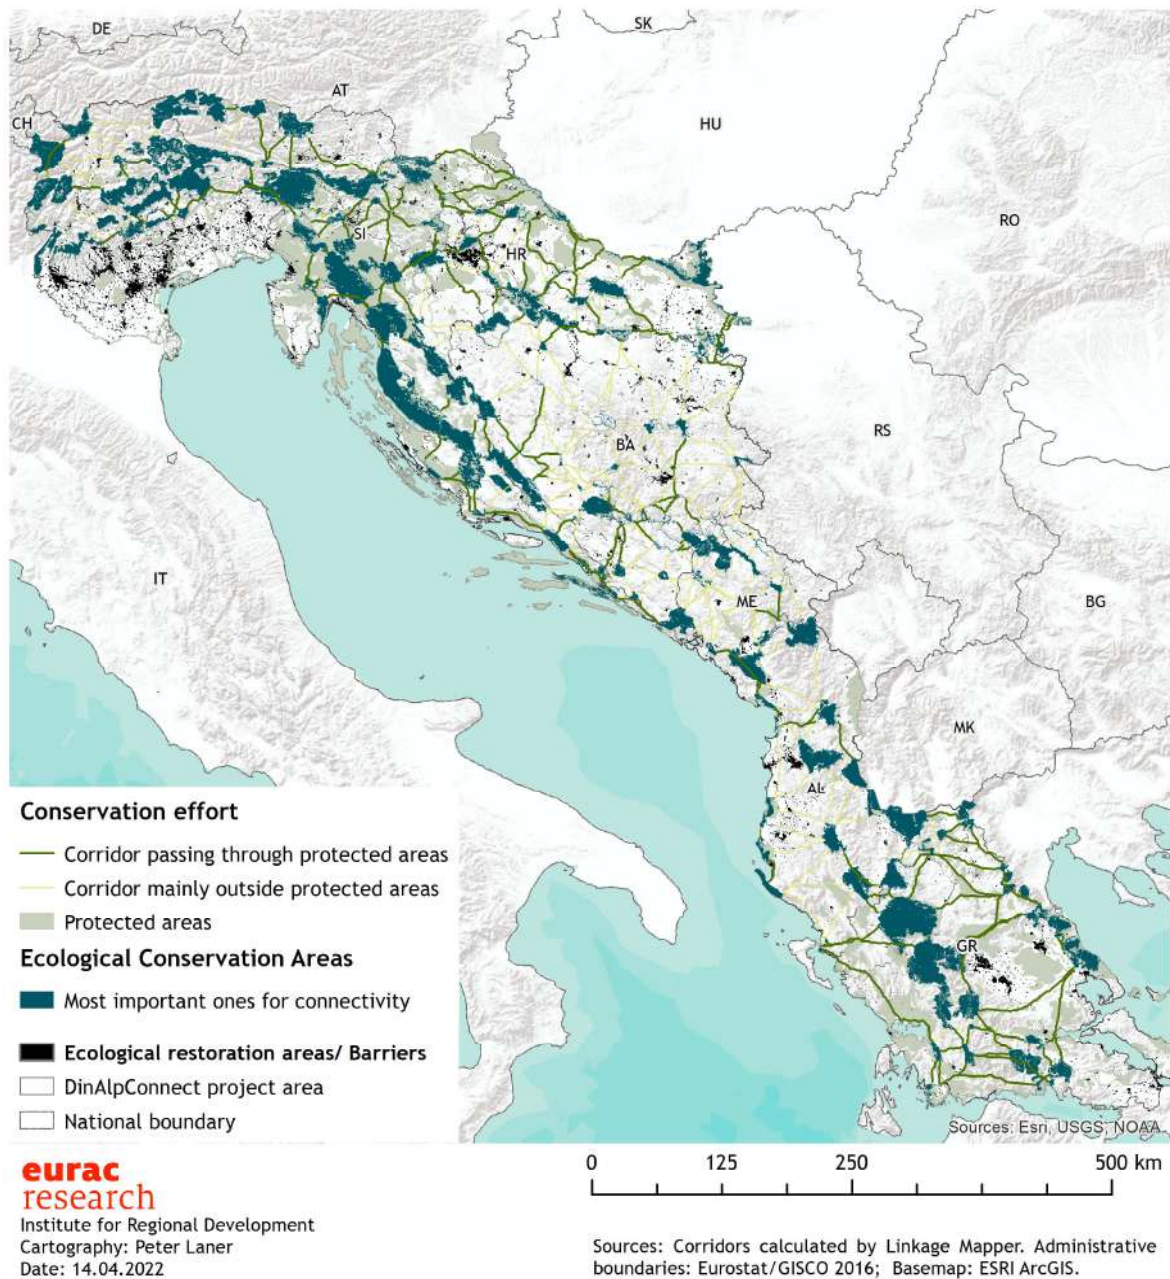 DE
SK
AT
CH
HU
RO
SI
HR
BA
RS
IT
ME
BG
MK
AL
GR
Conservation effort
Corridor passing through protected areas
Corridor mainly outside protected areas
Protected areas
Ecological Conservation Areas
Most important ones for connectivity
Ecological restoration areas/ Barriers
DinAlpConnect project area
National boundary
Sources: Esri, USGS, NOAA
eurac
research
Institute for Regional Development
Cartography: Peter Laner
Date: 14.04.2022
0 125 250 500 km
Sources: Corridors calculated by Linkage Mapper. Administrative
boundaries: Eurostat/GISCO 2016; Basemap: ESRI ArcGIS.